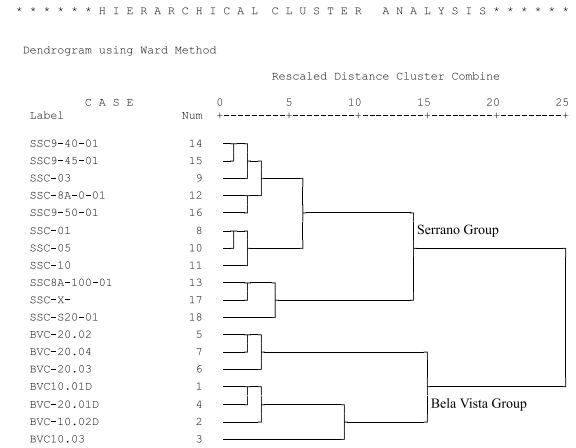 * * * * * * H I E R A R C H I C A L  C L U S T E R  A N A L Y S I S * * * * * *
Dendrogram using Ward Method
Rescaled Distance Cluster Combine
C A S E 0 5 10 15 20 25
Label Num +---------+---------+---------+---------+---------+
SSC9-40-01 14
SSC9-45-01 15
SSC-03 9
SSC-8A-0-01 12
SSC9-50-01 16
SSC-01 8
Serrano Group
SSC-05 10
SSC-10 11
SSC8A-100-01 13
SSC-X- 17
SSC-S20-01 18
BVC-20.02 5
BVC-20.04 7
BVC-20.03 6
BVC10.01D 1
BVC-20.01D 4
Bela Vista Group
BVC-10.02D 2
BVC10.03 3